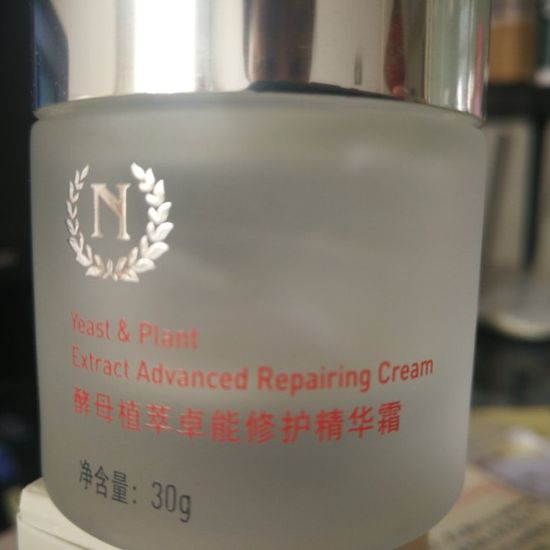 N
Yeast & Plant
Extract Advanced Repairing Cream
酵母植萃卓能修护精华霜
净含量：30g